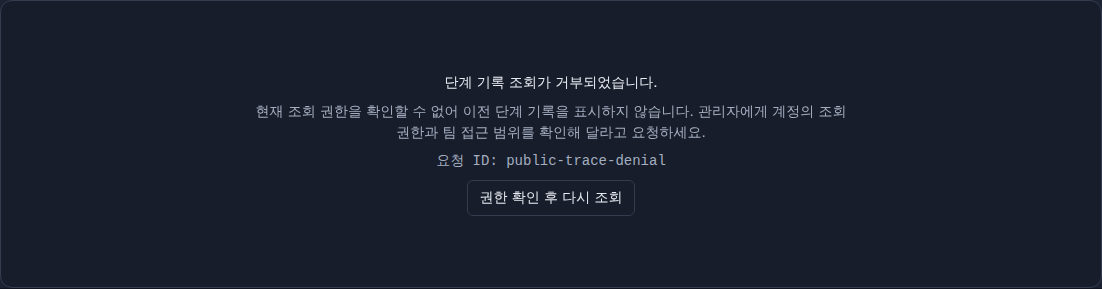 단계 기록 조회가 거부되었습니다.
현재 조회 권한을 확인할 수 없어 이전 단계 기록을 표시하지 않습니다. 관리자에게 계정의 조회
권한과 팀 접근 범위를 확인해 달라고 요청하세요.
요청 ID: public-trace-denial
권한 확인 후 다시 조회